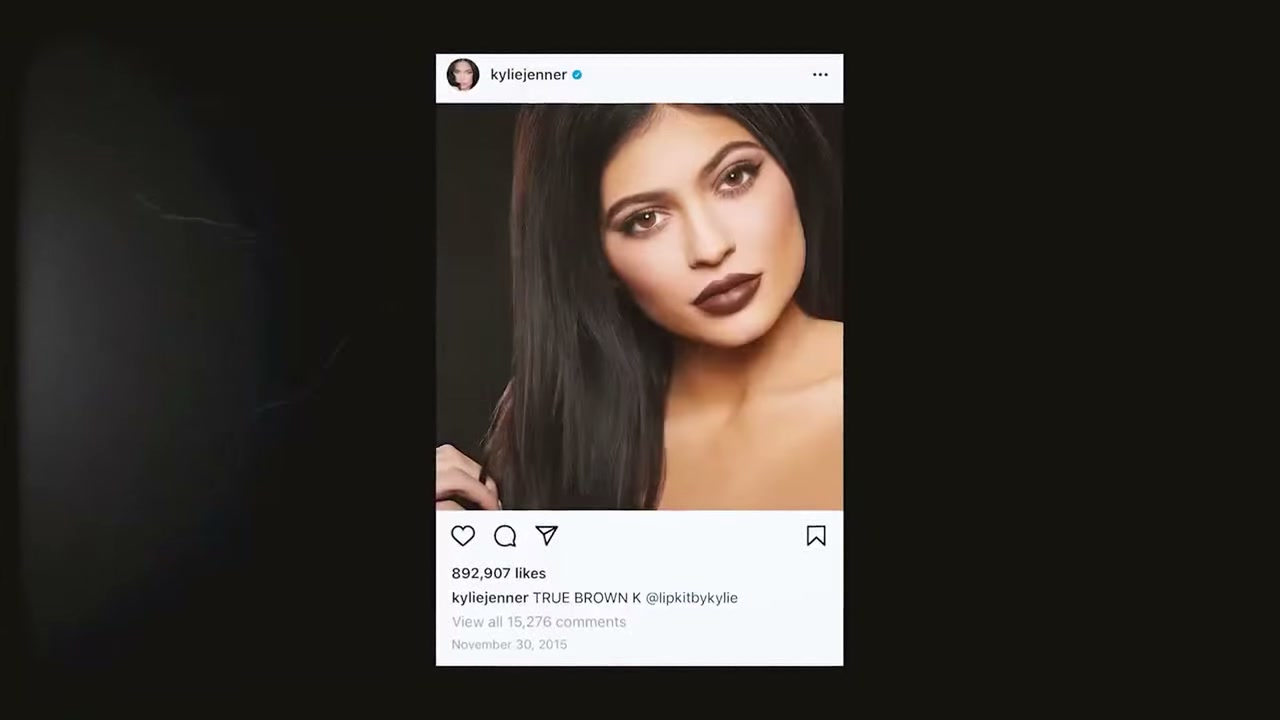 kyliejenner
892,907 likes
kyliejenner TRUE BROWN K @lipkitbykylie
View all 15,276 comments
November 30, 2015